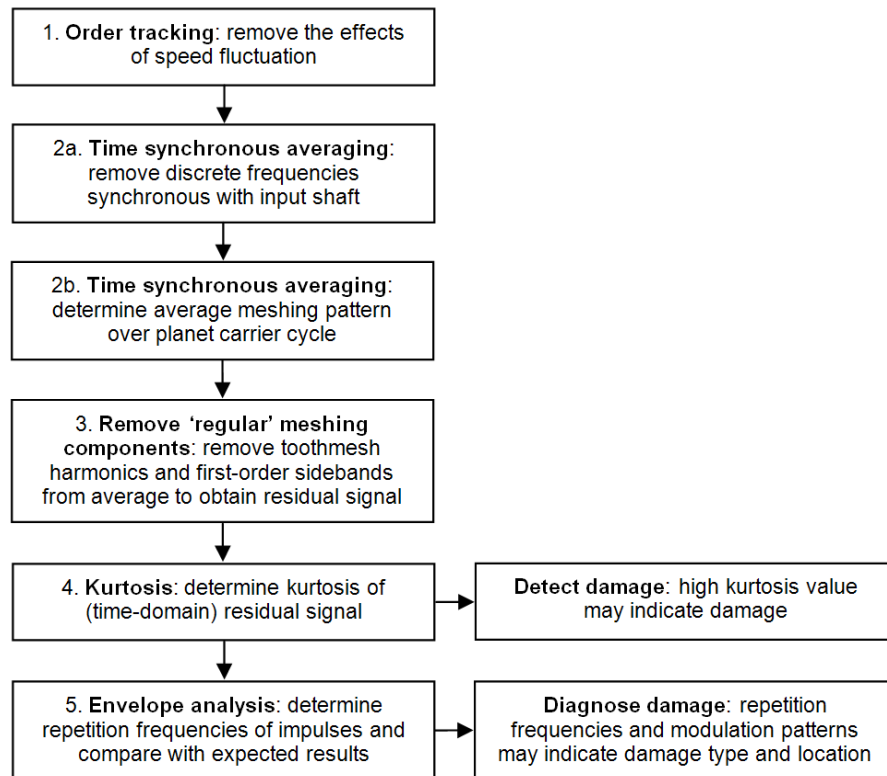 1. Order tracking: remove the effects
of speed fluctuation
2a. Time synchronous averaging:
remove discrete frequencies
synchronous with input shaft
2b. Time synchronous averaging:
determine average meshing pattern
over planet carrier cycle
3. Remove ‘regular’ meshing
components: remove toothmesh
harmonics and first-order sidebands
from average to obtain residual signal
4. Kurtosis: determine kurtosis of
(time-domain) residual signal
Detect damage: high kurtosis value
may indicate damage
5. Envelope analysis: determine
repetition frequencies of impulses and
compare with expected results
Diagnose damage: repetition
frequencies and modulation patterns
may indicate damage type and location